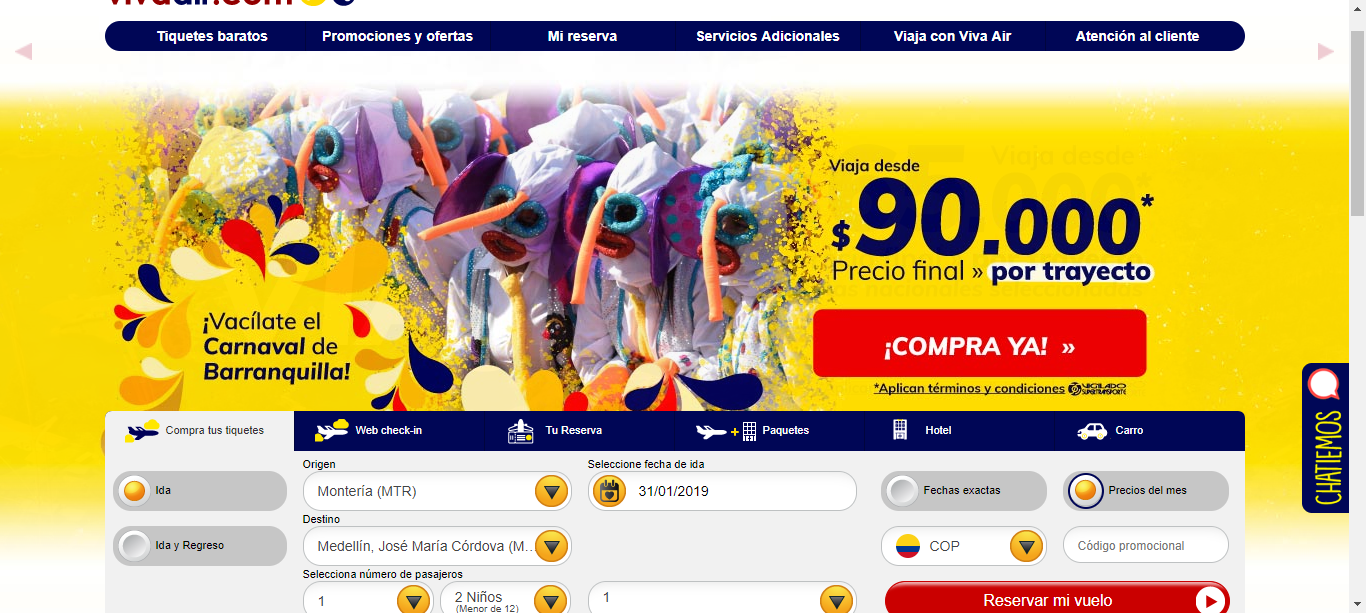 vivaair.com
Tiquetes baratos
Promociones y ofertas
Mi reserva
Servicios Adicionales
Viaja con Viva Air
Atención al cliente
Viaja desde
$90.000*
Precio final » por trayecto
¡COMPRA YA! »
*Aplican términos y condiciones VIGILADO SUPERTRANSPORTE
¡Vacílate el
Carnaval de
Barranquilla!
CHATIEMOS
Compra tus tiquetes
Web check-in
Tu Reserva
+
Paquetes
Hotel
Carro
Origen
Seleccione fecha de ida
Ida
Montería (MTR)
31/01/2019
Fechas exactas
Precios del mes
Destino
Ida y Regreso
Medellín, José María Córdova (M...
COP
Código promocional
Selecciona número de pasajeros
1
2 Niños
(Menor de 12)
1
Reservar mi vuelo